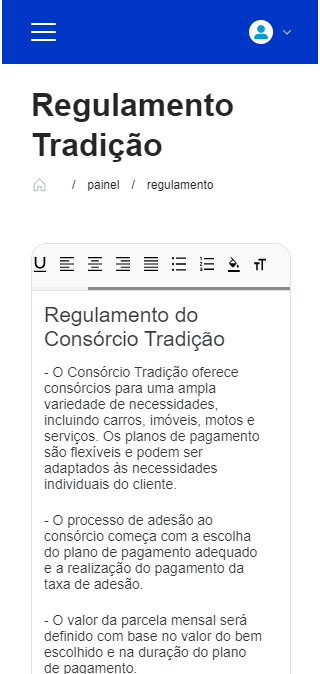 Regulamento
Tradição
/ painel / regulamento
U
Regulamento do
Consórcio Tradição
- O Consórcio Tradição oferece
consórcios para uma ampla
variedade de necessidades,
incluindo carros, imóveis, motos e
serviços. Os planos de pagamento
são flexíveis e podem ser
adaptados às necessidades
individuais do cliente.
- O processo de adesão ao
consórcio começa com a escolha
do plano de pagamento adequado
e a realização do pagamento da
taxa de adesão.
- O valor da parcela mensal será
definido com base no valor do bem
escolhido e na duração do plano
de pagamento.